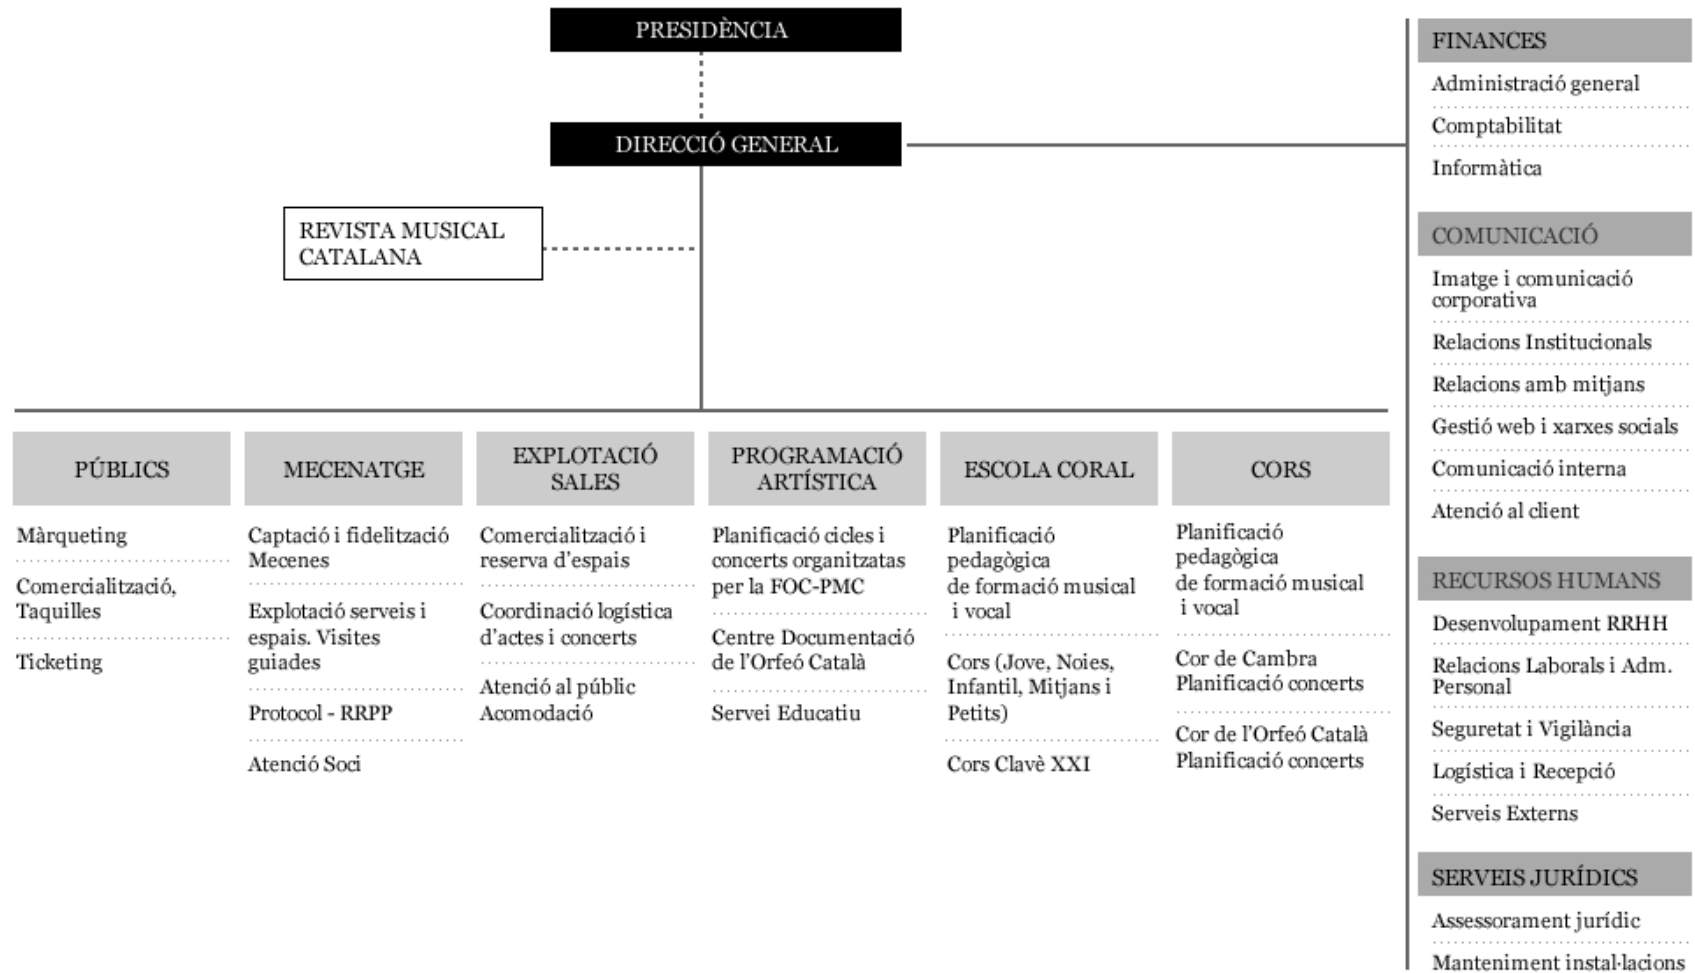 PRESIDÈNCIA
DIRECCIÓ GENERAL
REVISTA MUSICAL
CATALANA
PÚBLICS
Màrqueting
Comercialització,
Taquilles
Ticketing
MECENATGE
Captació i fidelització
Mecenes
Explotació serveis i
espais. Visites
guiades
Protocol - RRPP
Atenció Soci
EXPLOTACIÓ
SALES
Comercialització i
reserva d'espais
Coordinació logística
d'actes i concerts
Atenció al públic
Acomodació
PROGRAMACIÓ
ARTÍSTICA
Planificació cicles i
concerts organitzatas
per la FOC-PMC
Centre Documentació
de l'Orfeó Català
Servei Educatiu
ESCOLA CORAL
Planificació
pedagògica
de formació musical
i vocal
Cors (Jove, Noies,
Infantil, Mitjans i
Petits)
Cors Clavè XXI
CORS
Planificació
pedagògica
de formació musical
i vocal
Cor de Cambra
Planificació concerts
Cor de l'Orfeó Català
Planificació concerts
FINANCES
Administració general
Comptabilitat
Informàtica
COMUNICACIÓ
Imatge i comunicació
corporativa
Relacions Institucionals
Relacions amb mitjans
Gestió web i xarxes socials
Comunicació interna
Atenció al client
RECURSOS HUMANS
Desenvolupament RRHH
Relacions Laborals i Adm.
Personal
Seguretat i Vigilància
Logística i Recepció
Serveis Externs
SERVEIS JURÍDICS
Assessorament jurídic
Manteniment instal·lacions